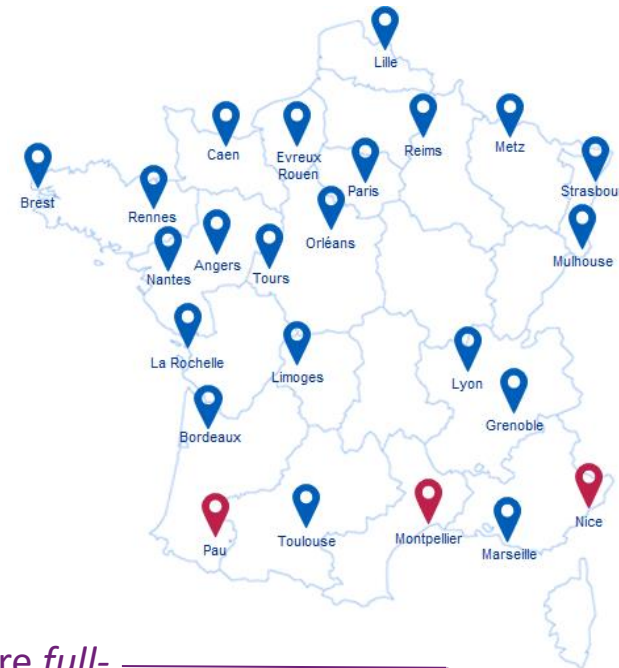 Lille
Caen
Evreux
Rouen
Reims
Metz
Paris
Strasbou
Brest
Rennes
Orléans
Mulhouse
Nantes
Angers
Tours
La Rochelle
Limoges
Lyon
Grenoble
Bordeaux
Pau
Toulouse
Montpellier
Marseille
Nice
re full-